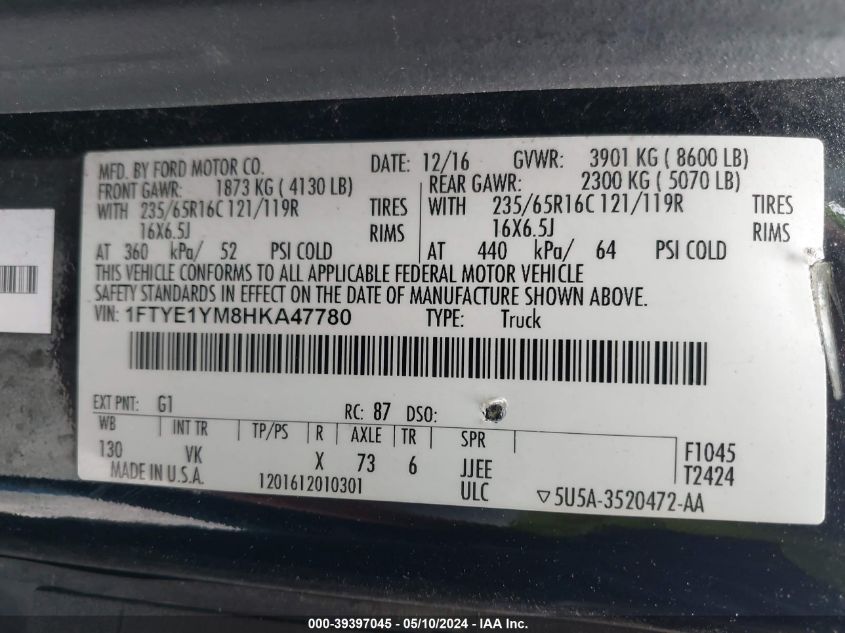 MFD. BY FORD MOTOR CO. DATE: 12/16 GVWR: 3901 KG ( 8600 LB)
FRONT GAWR: 1873 KG ( 4130 LB) REAR GAWR: 2300 KG ( 5070 LB)
WITH 235/65R16C 121/119R TIRES WITH 235/65R16C 121/119R TIRES
16X6.5J RIMS 16X6.5J RIMS
AT 360 kPa/ 52 PSI COLD AT 440 kPa/ 64 PSI COLD
THIS VEHICLE CONFORMS TO ALL APPLICABLE FEDERAL MOTOR VEHICLE
SAFETY STANDARDS IN EFFECT ON THE DATE OF MANUFACTURE SHOWN ABOVE.
VIN: 1FTYE1YM8HKA47780 TYPE: Truck
EXT PNT: G1 RC: 87 DSO:
WB INT TR TP/PS R AXLE TR SPR F1045
130 VK X 73 6 JJEE T2424
MADE IN U.S.A. 1201612010301 ULC ▽5U5A-3520472-AA
000-39397045 - 05/10/2024 - IAA Inc.